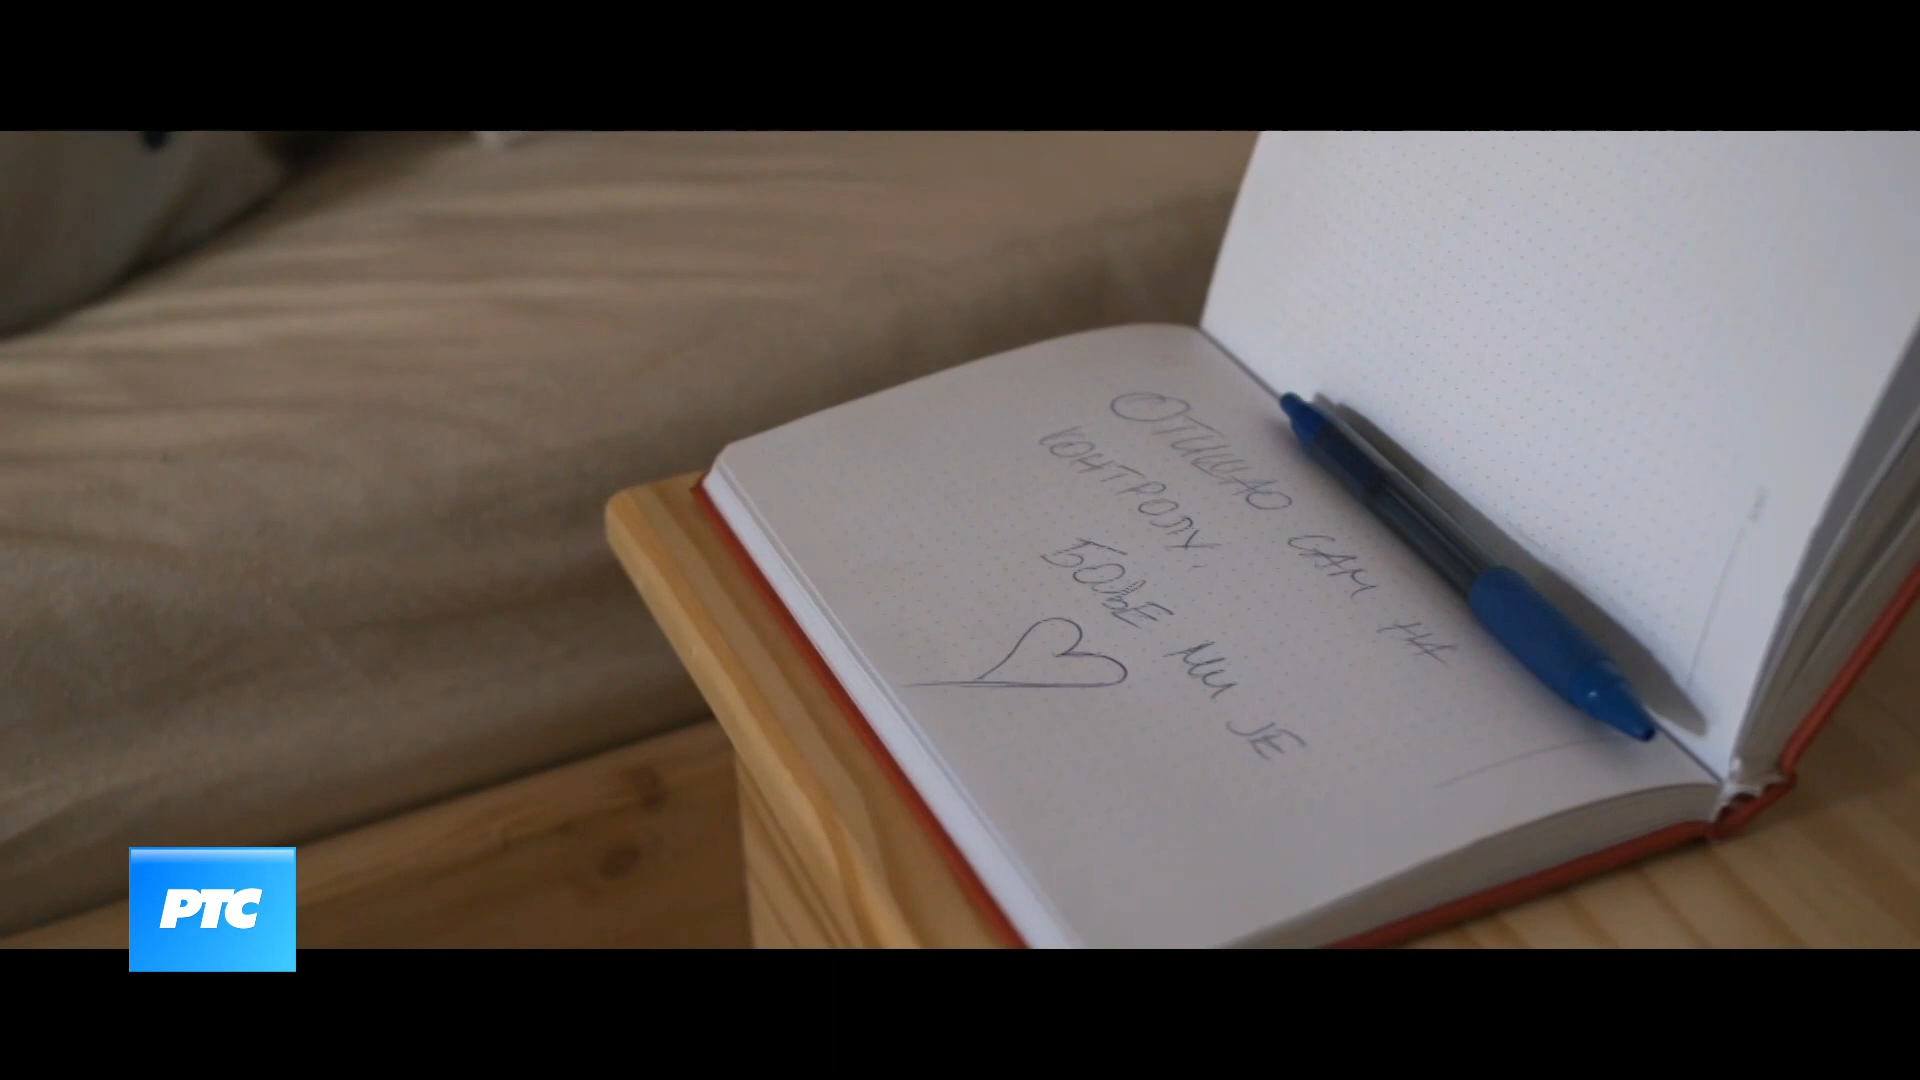 ОТИШАО САМ НА
КОНТРОЛУ,
БОЉЕ МИ ЈЕ
РТС